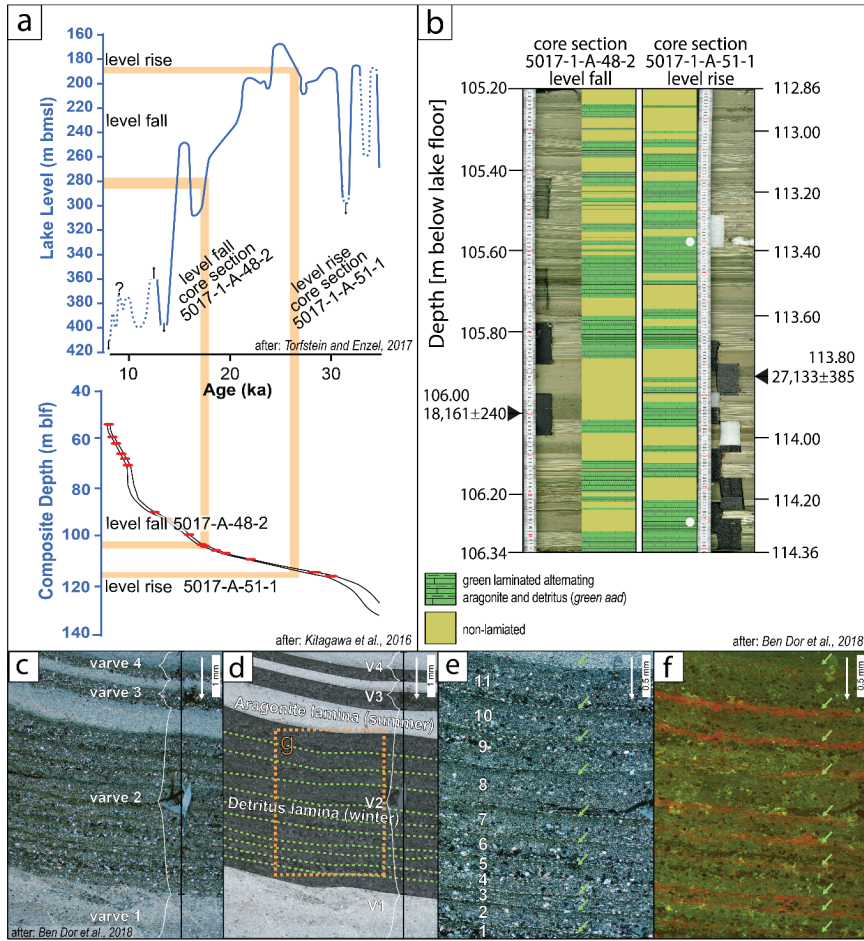 a
Lake Level (m bmsl)
160
180
200
220
240
260
280
300
350
360
380
400
420
level rise
level fall
level fall
core section
5017-1-A-48-2
level rise
core section
5017-1-A-51-1
?
after: Torfstein and Enzel, 2017
10
20
30
Age (ka)
Composite Depth (m blf)
40
60
80
100
120
140
level fall 5017-A-48-2
level rise 5017-A-51-1
after: Kitagawa et al., 2016
b
core section
5017-1-A-48-2
level fall
core section
5017-1-A-51-1
level rise
Depth [m below lake floor]
105.20
105.40
105.60
105.80
106.00
18,161±240
106.20
106.34
112.86
113.00
113.20
113.40
113.60
113.80
27,133±385
114.00
114.20
114.36
green laminated alternating
aragonite and detritus (green aad)
non-lamiated
after: Ben Dor et al., 2018
c
varve 4
varve 3
varve 2
varve 1
1 mm
after: Ben Dor et al., 2018
d
V4
V3
Aragonite lamina (summer)
g
Detritus lamina (winter)
V2
V1
1 mm
e
11
10
9
8
7
6
5
4
3
2
1
0.5 mm
f
0.5 mm